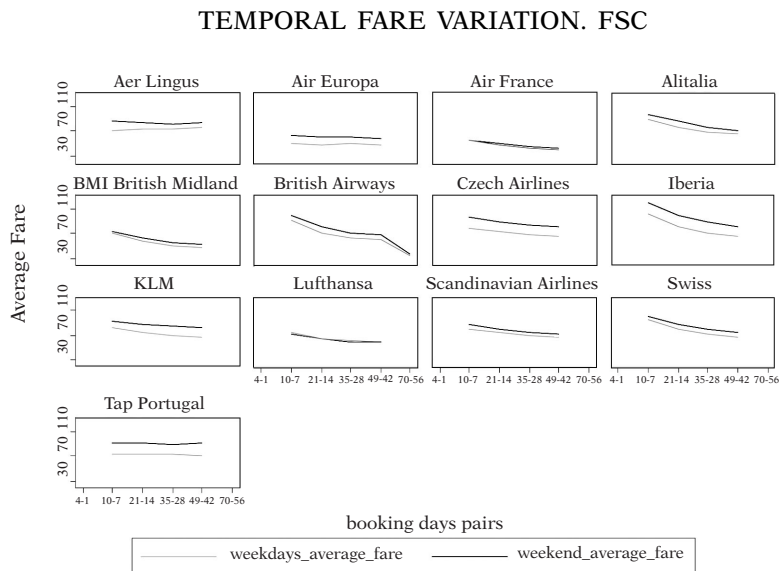 TEMPORAL FARE VARIATION. FSC
Aer Lingus Air Europa Air France Alitalia
110
70
30
BMI British Midland British Airways Czech Airlines Iberia
110
70
30
Average Fare
KLM Lufthansa Scandinavian Airlines Swiss
110
70
30
4-1 10-7 21-14 35-28 49-42 70-56 4-1 10-7 21-14 35-28 49-42 70-56 4-1 10-7 21-14 35-28 49-42 70-56
Tap Portugal
110
70
30
4-1 10-7 21-14 35-28 49-42 70-56
booking days pairs
weekdays_average_fare weekend_average_fare